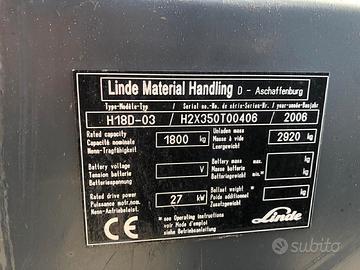 Linde Material Handling D - Aschaffenburg
Type-Modèle-Typ / Serial no.-No. de série-Serien-Nr. / year-année-Baujahr
H18D-03 / H2X350T00406 / 2006
Rated capacity
Capacité nominale
Nenn-Tragfähigkeit
1800 kg
Unladen mass
Masse à vide
Leergewicht
2920 kg
Battery voltage
Tension batterie
Batteriespannung
V
Battery mass
Masse batterie
Batteriegewicht
kg
kg
Rated drive power
Puissance motr.nom.
Nenn-Antriebsleist.
27 kW
Ballast weight
Poids additionnel
Zusatzgewicht
kg
CE
see Operating instructions
voir Mode d'emploi
siehe Betriebsanleitung
Linde
subito